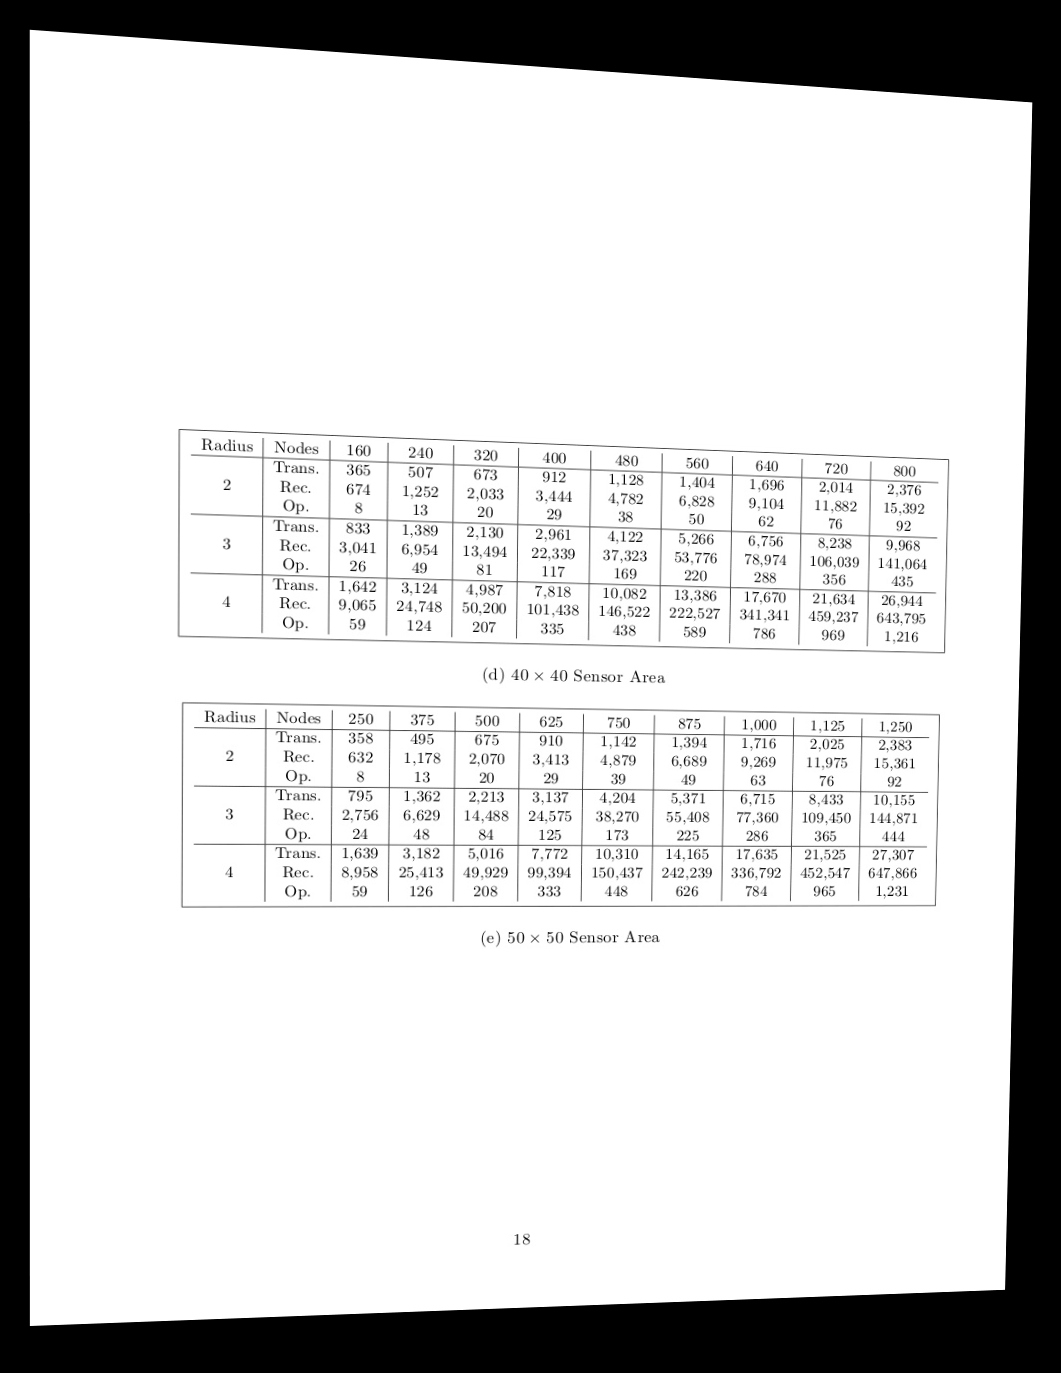 Radius Nodes 160 240 320 400 480 560 640 720 800
Trans. 365 507 673 912 1,128 1,404 1,696 2,014 2,376
2 Rec. 674 1,252 2,033 3,444 4,782 6,828 9,104 11,882 15,392
Op. 8 13 20 29 38 50 62 76 92
Trans. 833 1,389 2,130 2,961 4,122 5,266 6,756 8,238 9,968
3 Rec. 3,041 6,954 13,494 22,339 37,323 53,776 78,974 106,039 141,064
Op. 26 49 81 117 169 220 288 356 435
Trans. 1,642 3,124 4,987 7,818 10,082 13,386 17,670 21,634 26,944
4 Rec. 9,065 24,748 50,200 101,438 146,522 222,527 341,341 459,237 643,795
Op. 59 124 207 335 438 589 786 969 1,216
(d) 40 × 40 Sensor Area
Radius Nodes 250 375 500 625 750 875 1,000 1,125 1,250
Trans. 358 495 675 910 1,142 1,394 1,716 2,025 2,383
2 Rec. 632 1,178 2,070 3,413 4,879 6,689 9,269 11,975 15,361
Op. 8 13 20 29 39 49 63 76 92
Trans. 795 1,362 2,213 3,137 4,204 5,371 6,715 8,433 10,155
3 Rec. 2,756 6,629 14,488 24,575 38,270 55,408 77,360 109,450 144,871
Op. 24 48 84 125 173 225 286 365 444
Trans. 1,639 3,182 5,016 7,772 10,310 14,165 17,635 21,525 27,307
4 Rec. 8,958 25,413 49,929 99,394 150,437 242,239 336,792 452,547 647,866
Op. 59 126 208 333 448 626 784 965 1,231
(e) 50 × 50 Sensor Area
18